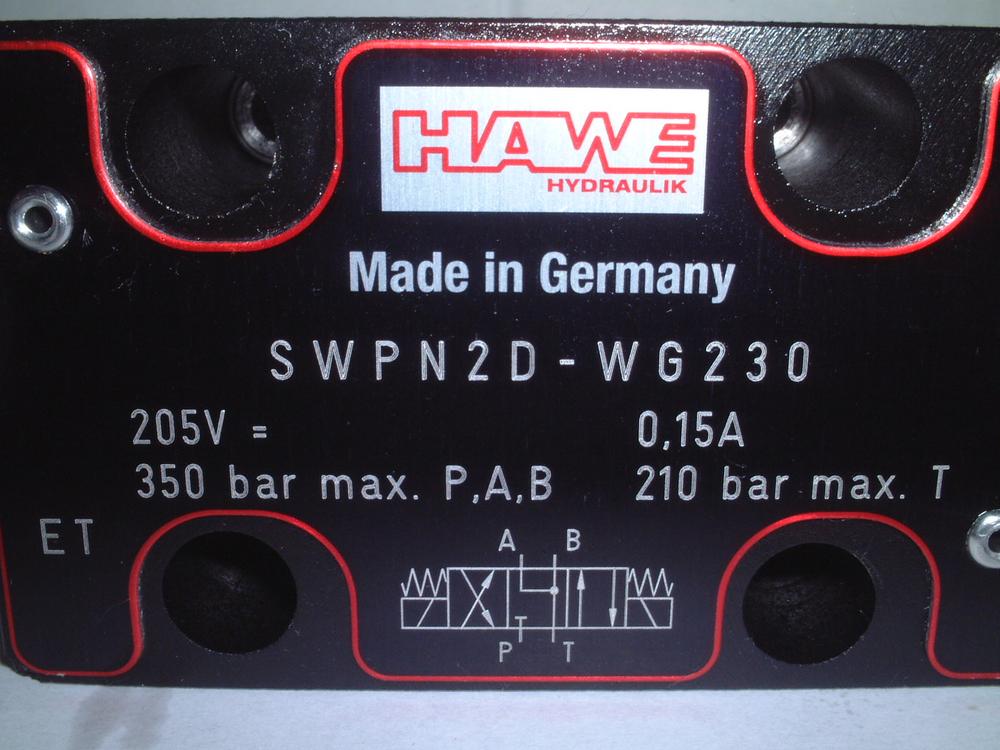 HAWE
HYDRAULIK
Made in Germany
SWPN2D-WG230
205V = 0,15A
350 bar max. P,A,B 210 bar max. T
ET
A B
T
P T